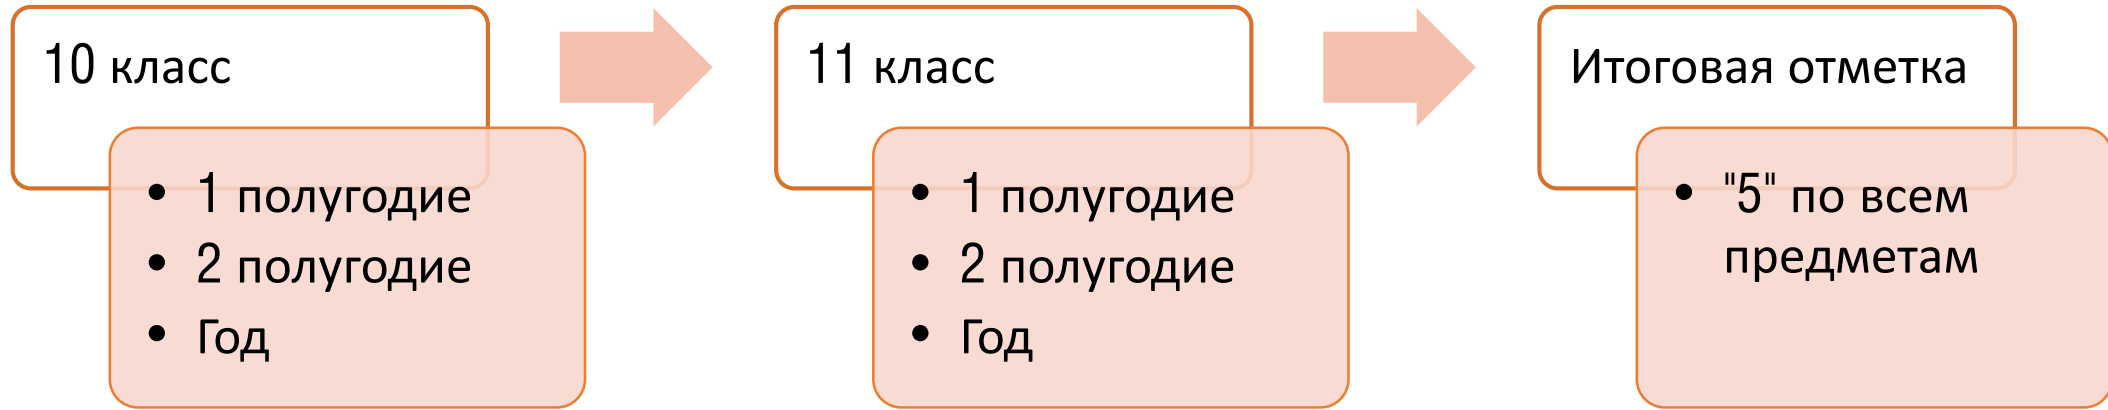 10 класс
• 1 полугодие
• 2 полугодие
• Год
11 класс
• 1 полугодие
• 2 полугодие
• Год
Итоговая отметка
• "5" по всем
предметам